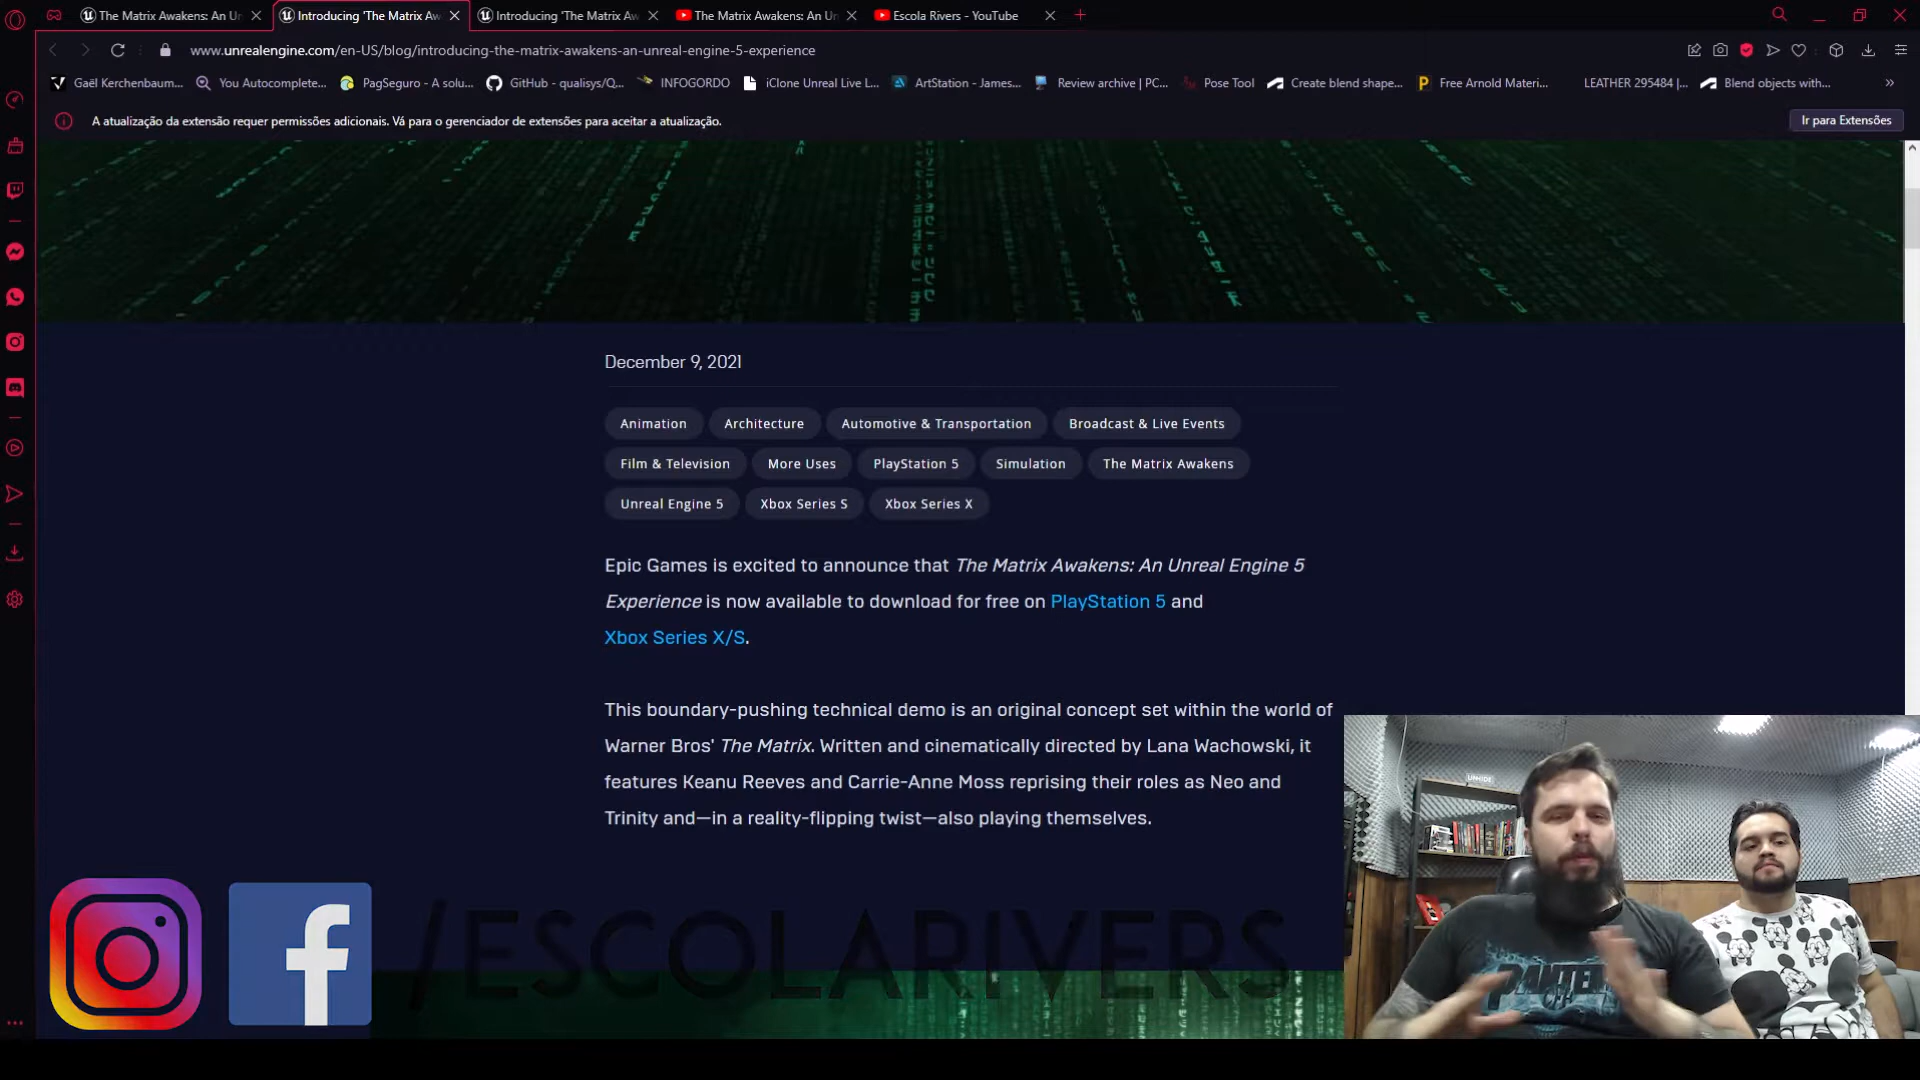 The Matrix Awakens: An Un
Introducing 'The Matrix Aw
Introducing 'The Matrix Aw
The Matrix Awakens: An Un
Escola Rivers - YouTube
www.unrealengine.com/en-US/blog/introducing-the-matrix-awakens-an-unreal-engine-5-experience
Gaël Kerchenbaum...
You Autocomplete...
PagSeguro - A solu...
GitHub - qualisys/Q...
INFOGORDO
iClone Unreal Live L...
ArtStation - James...
Review archive | PC...
Pose Tool
Create blend shape...
Free Arnold Materi...
LEATHER 295484 |...
Blend objects with...
A atualização da extensão requer permissões adicionais. Vá para o gerenciador de extensões para aceitar a atualização.
Ir para Extensões
December 9, 2021
Animation
Architecture
Automotive & Transportation
Broadcast & Live Events
Film & Television
More Uses
PlayStation 5
Simulation
The Matrix Awakens
Unreal Engine 5
Xbox Series S
Xbox Series X
Epic Games is excited to announce that The Matrix Awakens: An Unreal Engine 5
Experience is now available to download for free on PlayStation 5 and
Xbox Series X/S.
This boundary-pushing technical demo is an original concept set within the world of
Warner Bros' The Matrix. Written and cinematically directed by Lana Wachowski, it
features Keanu Reeves and Carrie-Anne Moss reprising their roles as Neo and
Trinity and—in a reality-flipping twist—also playing themselves.
/ESCOLARIVERS
UNHIDE
PANTERA